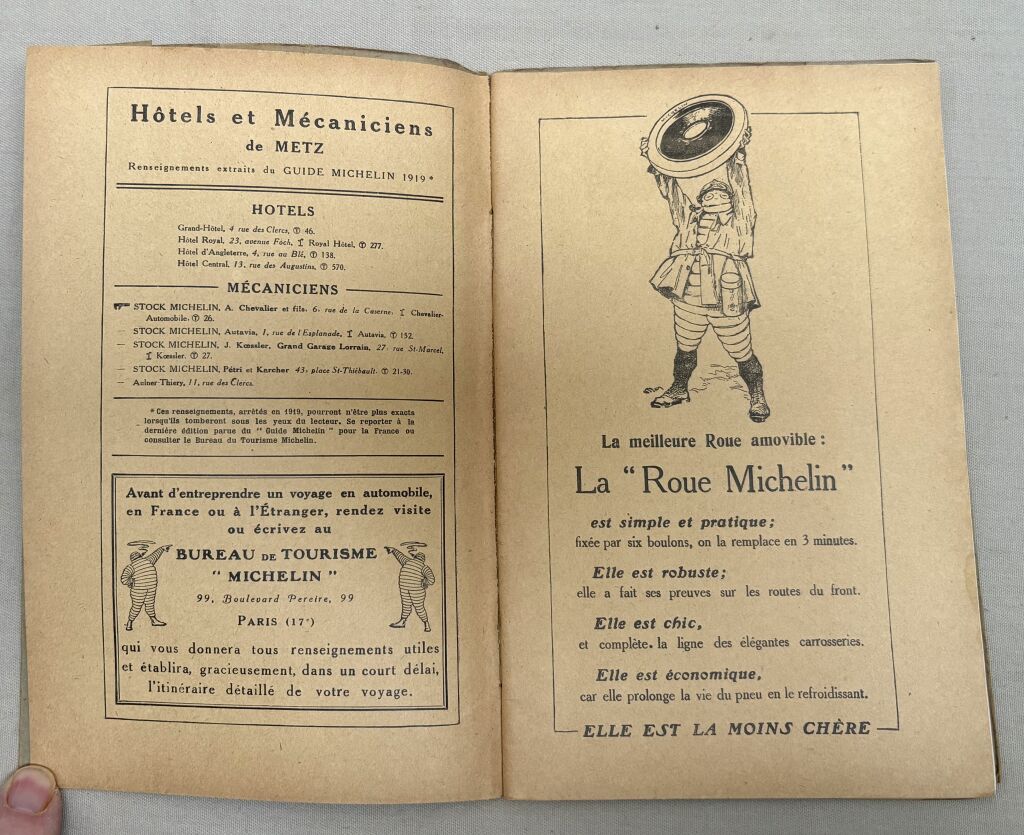 Hôtels et Mécaniciens
de METZ
Renseignements extraits du GUIDE MICHELIN 1919*
HOTELS
Grand-Hôtel, 4 rue des Clercs, Ⓣ 46.
Hôtel Royal, 23, avenue Foch, Royal Hôtel, Ⓣ 277.
Hôtel d'Angleterre, 4, rue au Blé, Ⓣ 138.
Hôtel Central, 13, rue des Augustins, Ⓣ 570.
MÉCANICIENS
STOCK MICHELIN, A. Chevalier et fils, 6, rue de la Caserne. Chevalier-
Automobile, Ⓣ 26.
— STOCK MICHELIN, Autavia, 1, rue de l'Esplanade, Autavia, Ⓣ 152.
— STOCK MICHELIN, J. Kœssler, Grand Garage Lorrain, 27, rue St-Marcel,
Kœssler, Ⓣ 27.
— STOCK MICHELIN, Pétri et Karcher 43, place St-Thiébault. Ⓣ 21-30.
— Aulner-Thiery, 11, rue des Clercs.
*Ces renseignements, arrêtés en 1919, pourront n'être plus exacts
lorsqu'ils tomberont sous les yeux du lecteur. Se reporter à la
dernière édition parue du "Guide Michelin" pour la France ou
consulter le Bureau du Tourisme Michelin.
Avant d'entreprendre un voyage en automobile,
en France ou à l'Étranger, rendez visite
ou écrivez au
BUREAU DE TOURISME
"MICHELIN"
99, Boulevard Pereire, 99
PARIS (17e)
qui vous donnera tous renseignements utiles
et établira, gracieusement, dans un court délai,
l'itinéraire détaillé de votre voyage.
MICHELIN
La meilleure Roue amovible :
La "Roue Michelin"
est simple et pratique ;
fixée par six boulons, on la remplace en 3 minutes.
Elle est robuste ;
elle a fait ses preuves sur les routes du front.
Elle est chic,
et complète. la ligne des élégantes carrosseries.
Elle est économique,
car elle prolonge la vie du pneu en le refroidissant.
ELLE EST LA MOINS CHÈRE